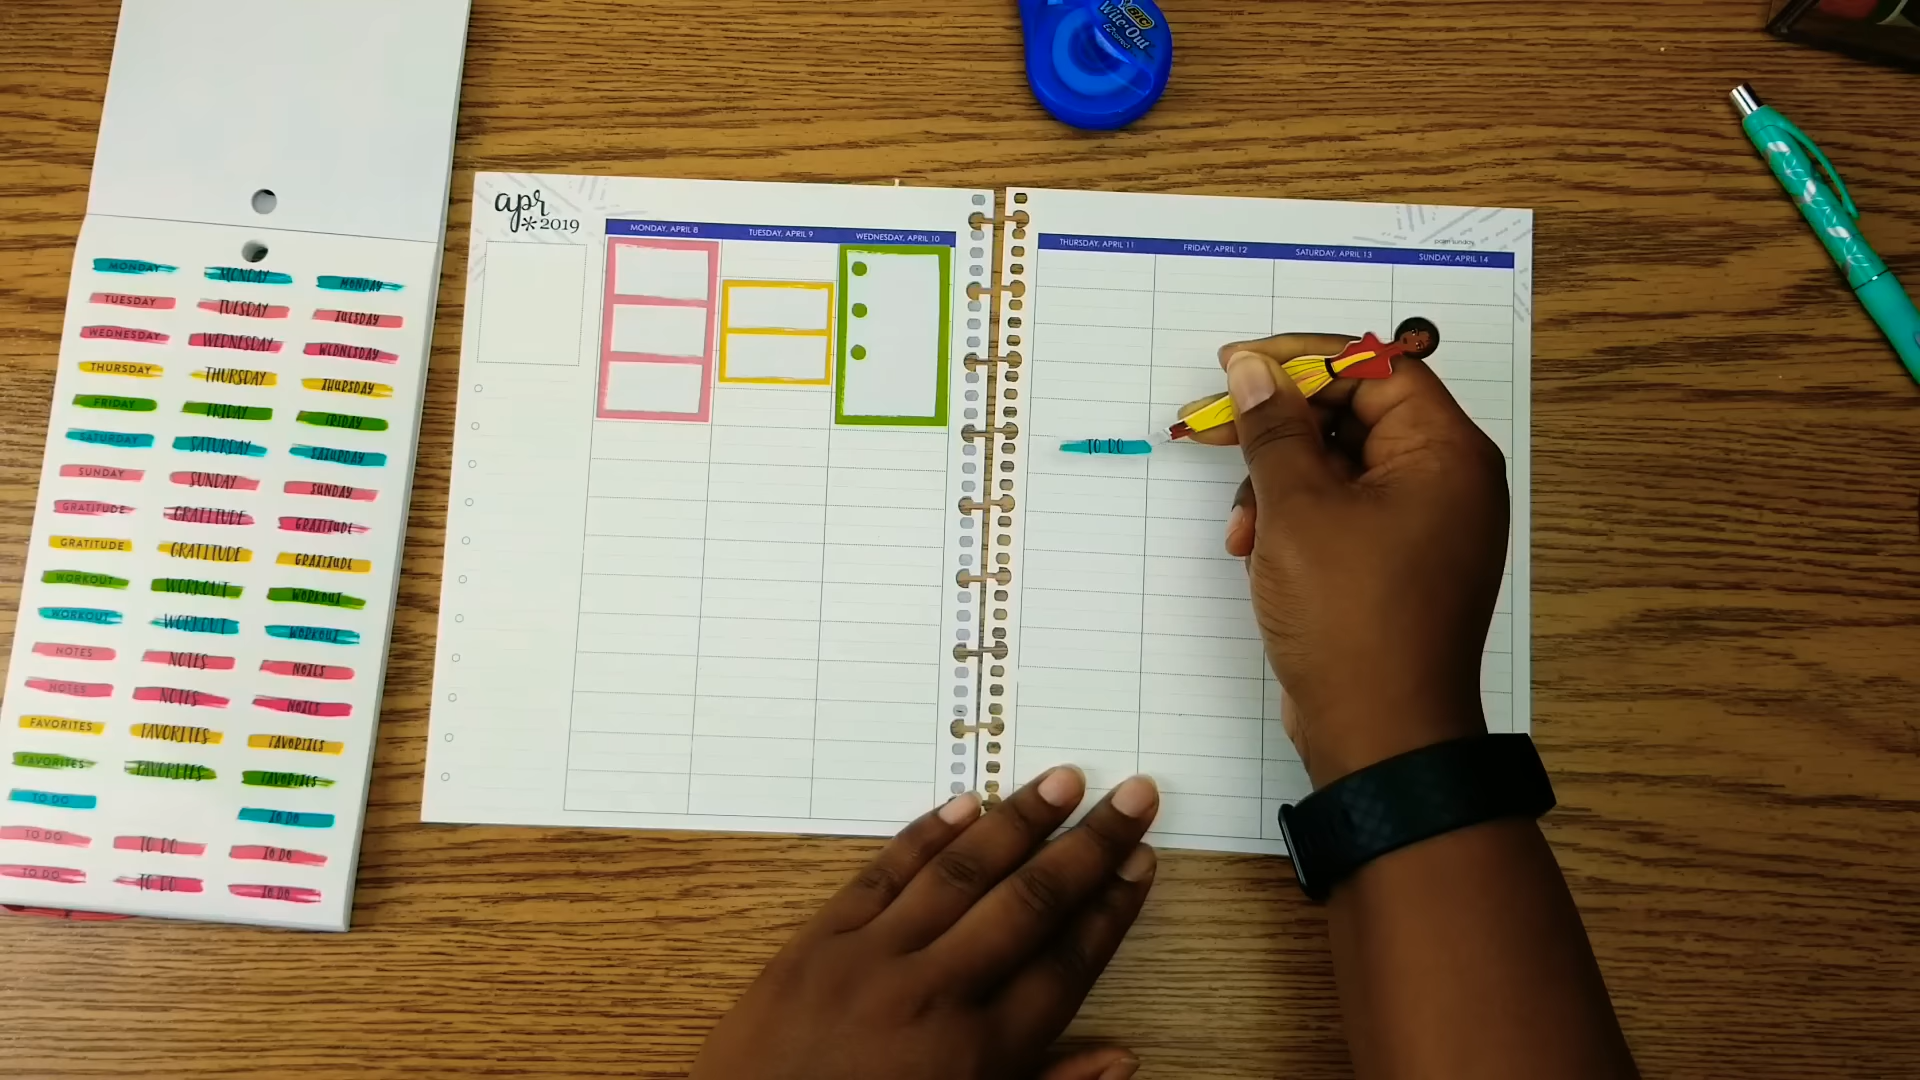 BIC
Wite-Out
EZcorrect
apr
*2019
MONDAY, APRIL 8
TUESDAY, APRIL 9
WEDNESDAY, APRIL 10
palm sunday
THURSDAY, APRIL 11
FRIDAY, APRIL 12
SATURDAY, APRIL 13
SUNDAY, APRIL 14
TO DO
MONDAY MONDAY MONDAY
TUESDAY TUESDAY TUESDAY
WEDNESDAY WEDNESDAY WEDNESDAY
THURSDAY THURSDAY THURSDAY
FRIDAY FRIDAY FRIDAY
SATURDAY SATURDAY SATURDAY
SUNDAY SUNDAY SUNDAY
GRATITUDE GRATITUDE GRATITUDE
GRATITUDE GRATITUDE GRATITUDE
WORKOUT WORKOUT WORKOUT
WORKOUT WORKOUT WORKOUT
NOTES NOTES NOTES
NOTES NOTES NOTES
FAVORITES FAVORITES FAVORITES
FAVORITES FAVORITES FAVORITES
TO DO TO DO
TO DO TO DO TO DO
TO DO TO DO TO DO